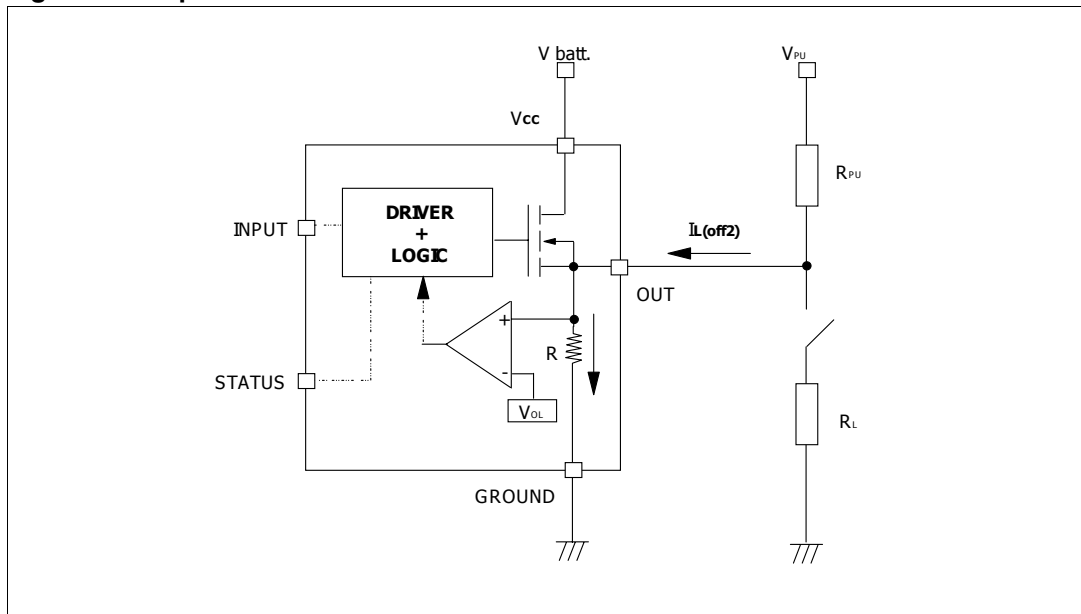 V batt.
VPU
Vcc
RPU
DRIVER
+
LOGIC
INPUT
IL(off2)
OUT
+
R
-
STATUS
VOL
RL
GROUND